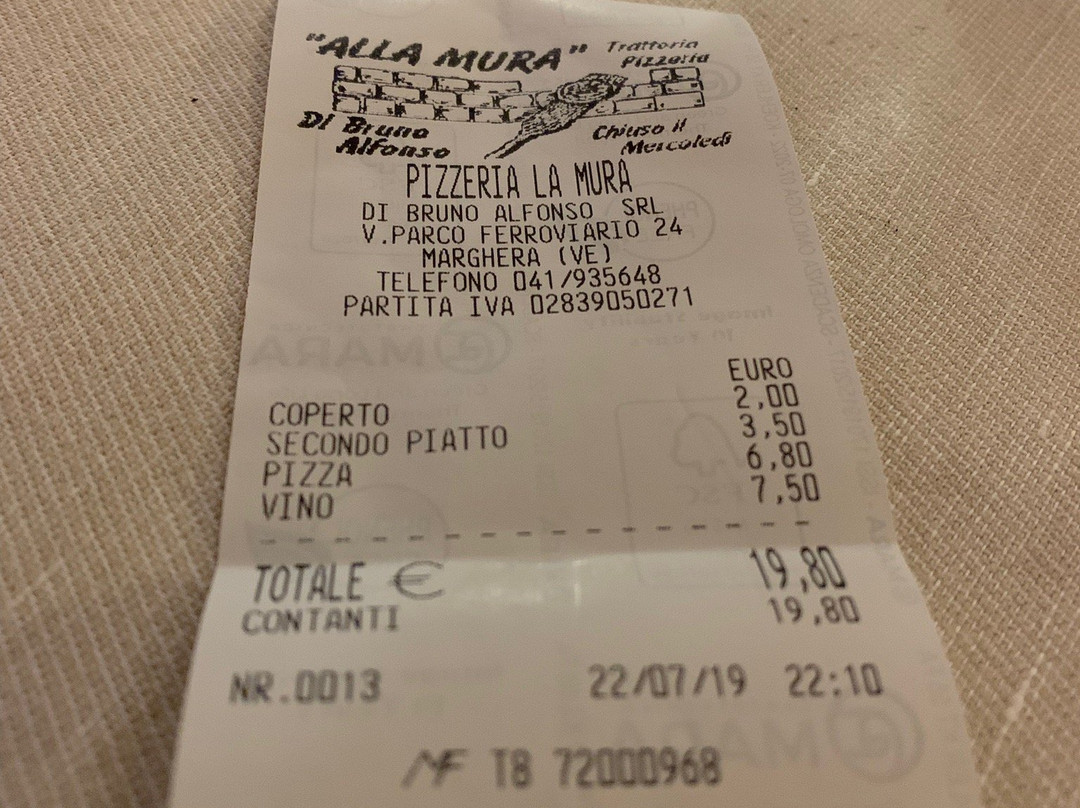 "ALLA MURA" Trattoria
Pizzeria
Di Bruno
Alfonso
Chiuso il
Mercoledì
PIZZERIA LA MURA
DI BRUNO ALFONSO SRL
V.PARCO FERROVIARIO 24
MARGHERA (VE)
TELEFONO 041/935648
PARTITA IVA 02839050271
EURO
COPERTO 2,00
SECONDO PIATTO 3,50
PIZZA 6,80
VINO 7,50
TOTALE € 19,80
CONTANTI 19,80
NR.0013 22/07/19 22:10
MF T8 72000968